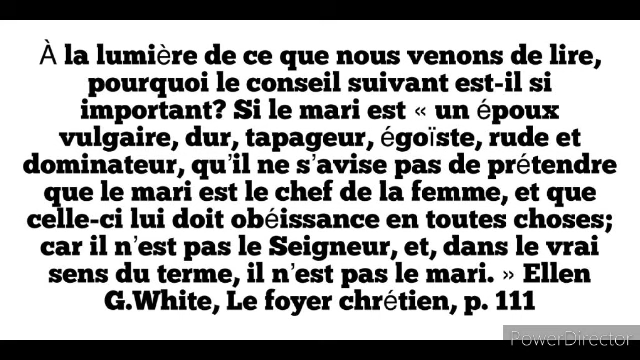 À la lumière de ce que nous venons de lire,
pourquoi le conseil suivant est-il si
important? Si le mari est « un époux
vulgaire, dur, tapageur, égoïste, rude et
dominateur, qu'il ne s'avise pas de prétendre
que le mari est le chef de la femme, et que
celle-ci lui doit obéissance en toutes choses;
car il n'est pas le Seigneur, et, dans le vrai
sens du terme, il n'est pas le mari. » Ellen
G.White, Le foyer chrétien, p. 111
PowerDirector